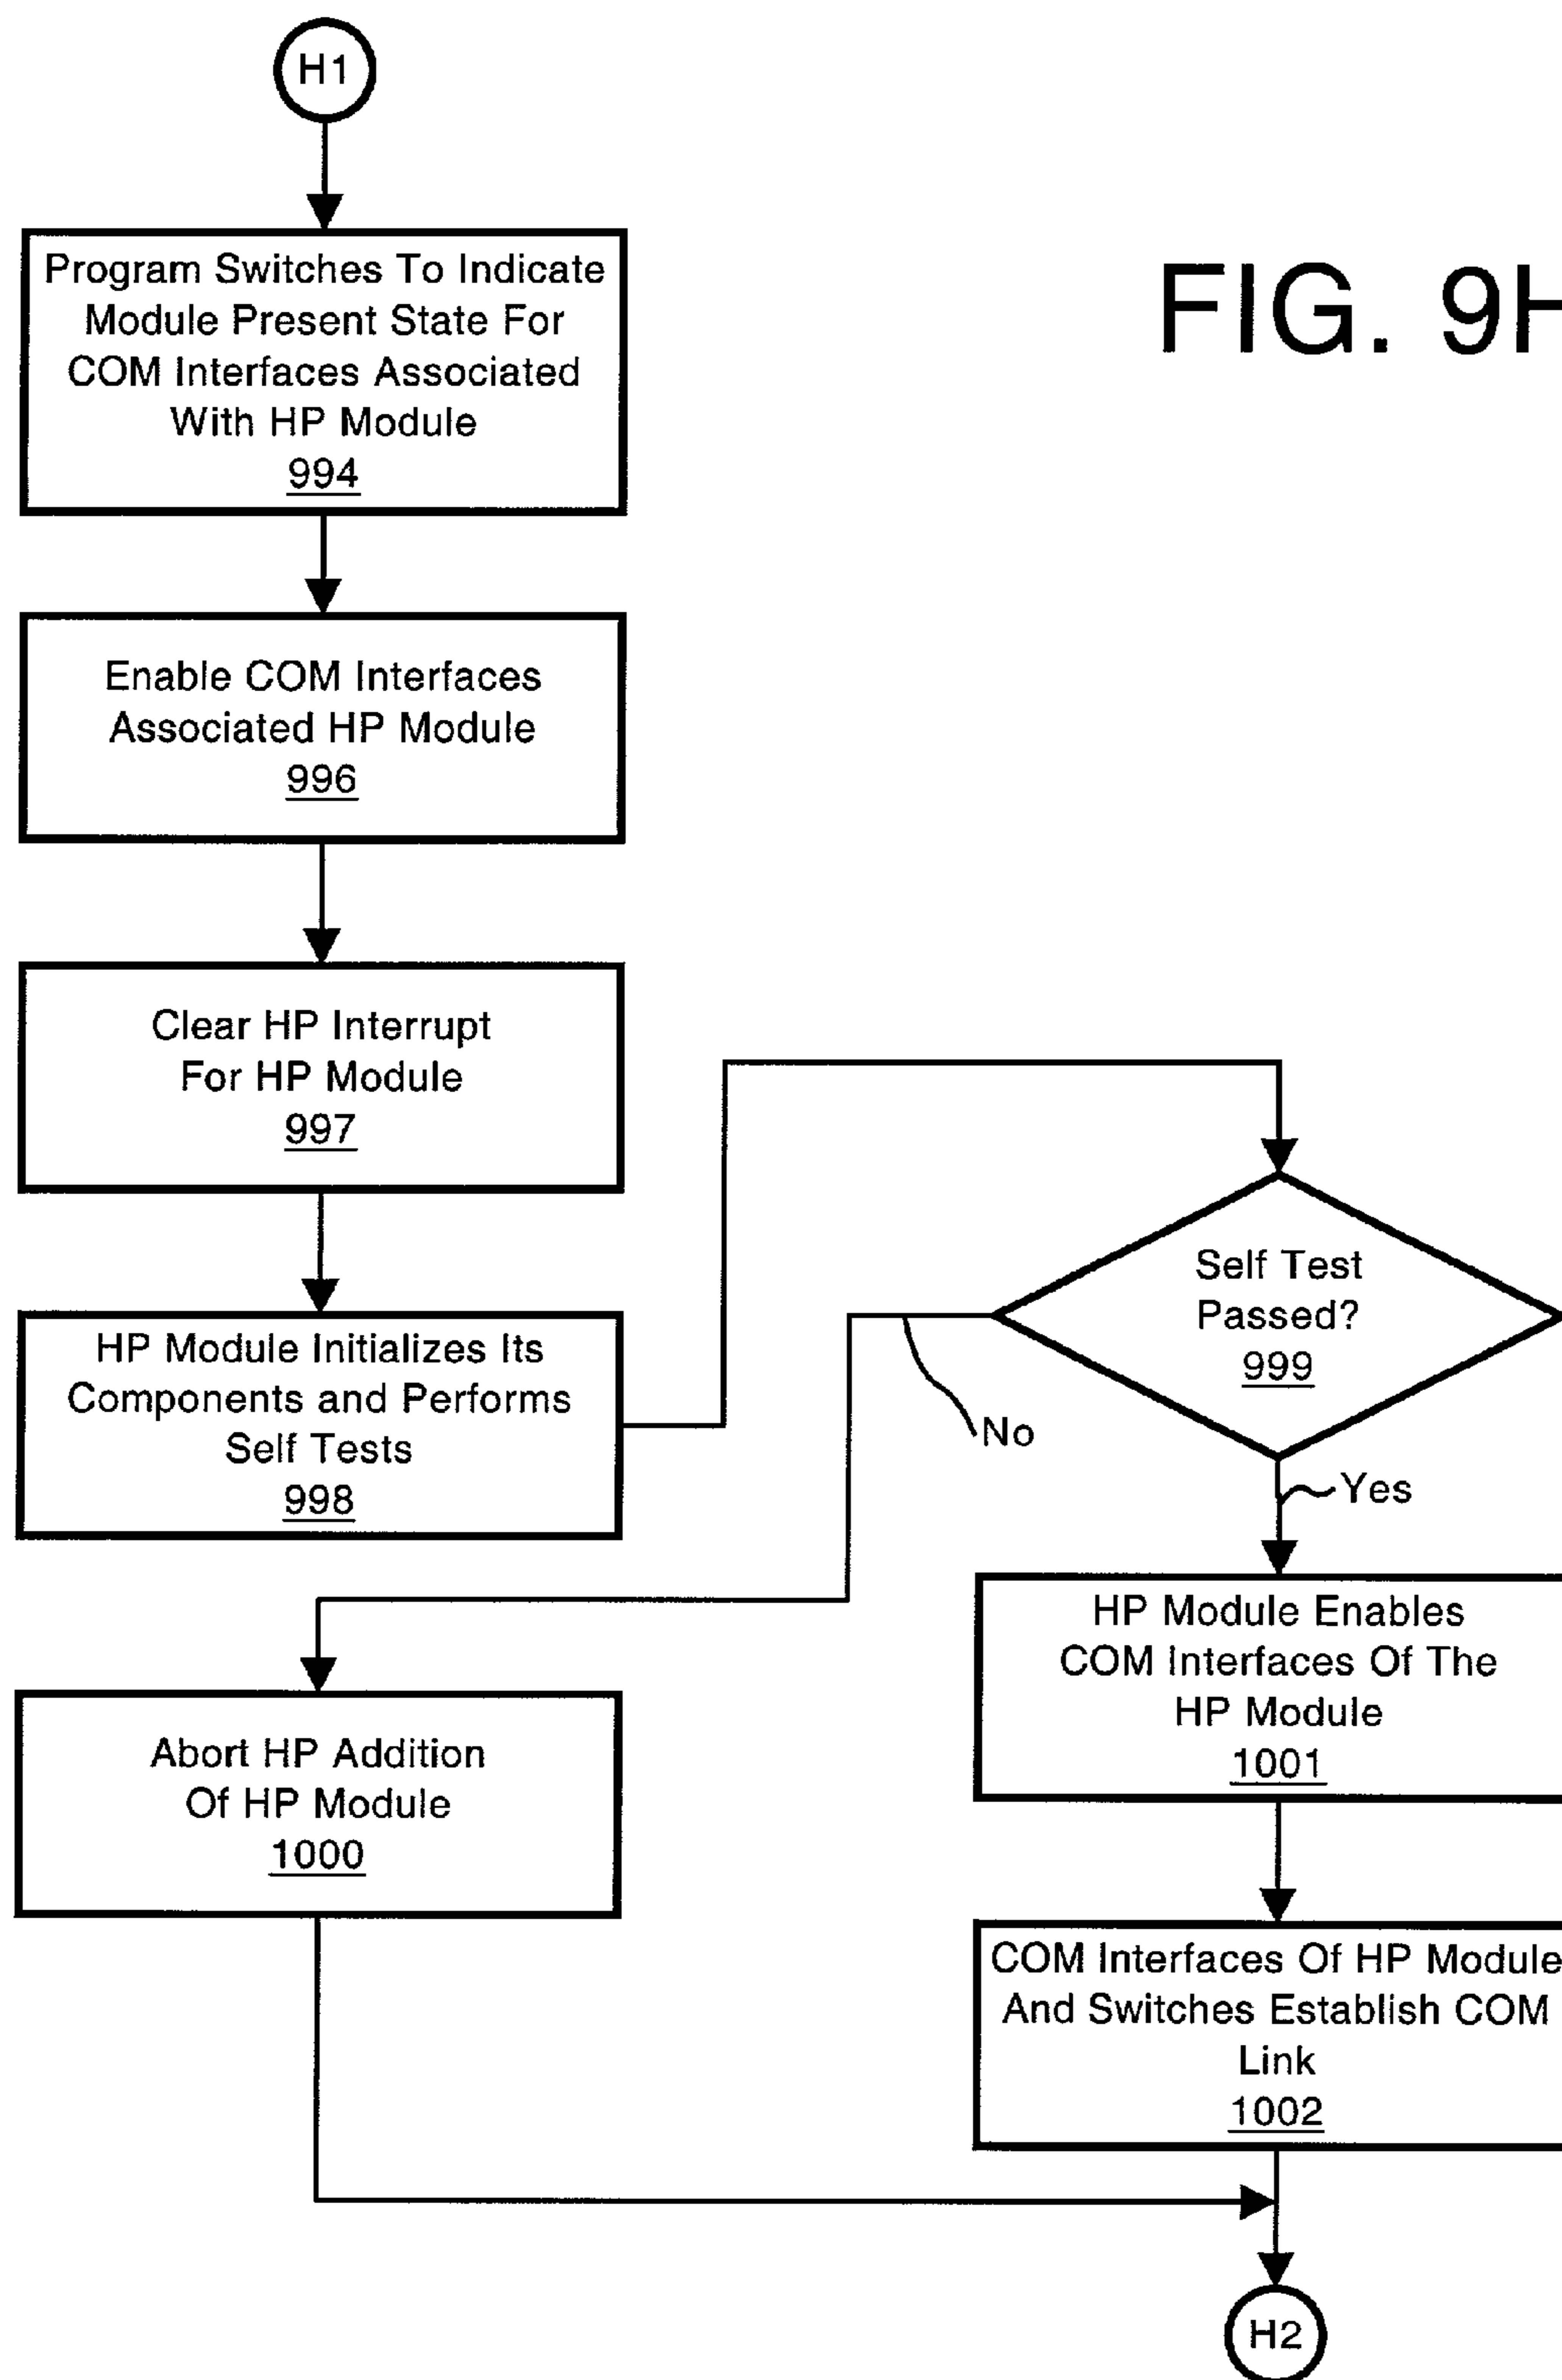 H1
FIG. 9H
Program Switches To Indicate
Module Present State For
COM Interfaces Associated
With HP Module
994
Enable COM Interfaces
Associated HP Module
996
Clear HP Interrupt
For HP Module
997
HP Module Initializes Its
Components and Performs
Self Tests
998
Self Test
Passed?
999
No
Yes
Abort HP Addition
Of HP Module
1000
HP Module Enables
COM Interfaces Of The
HP Module
1001
COM Interfaces Of HP Module
And Switches Establish COM
Link
1002
H2